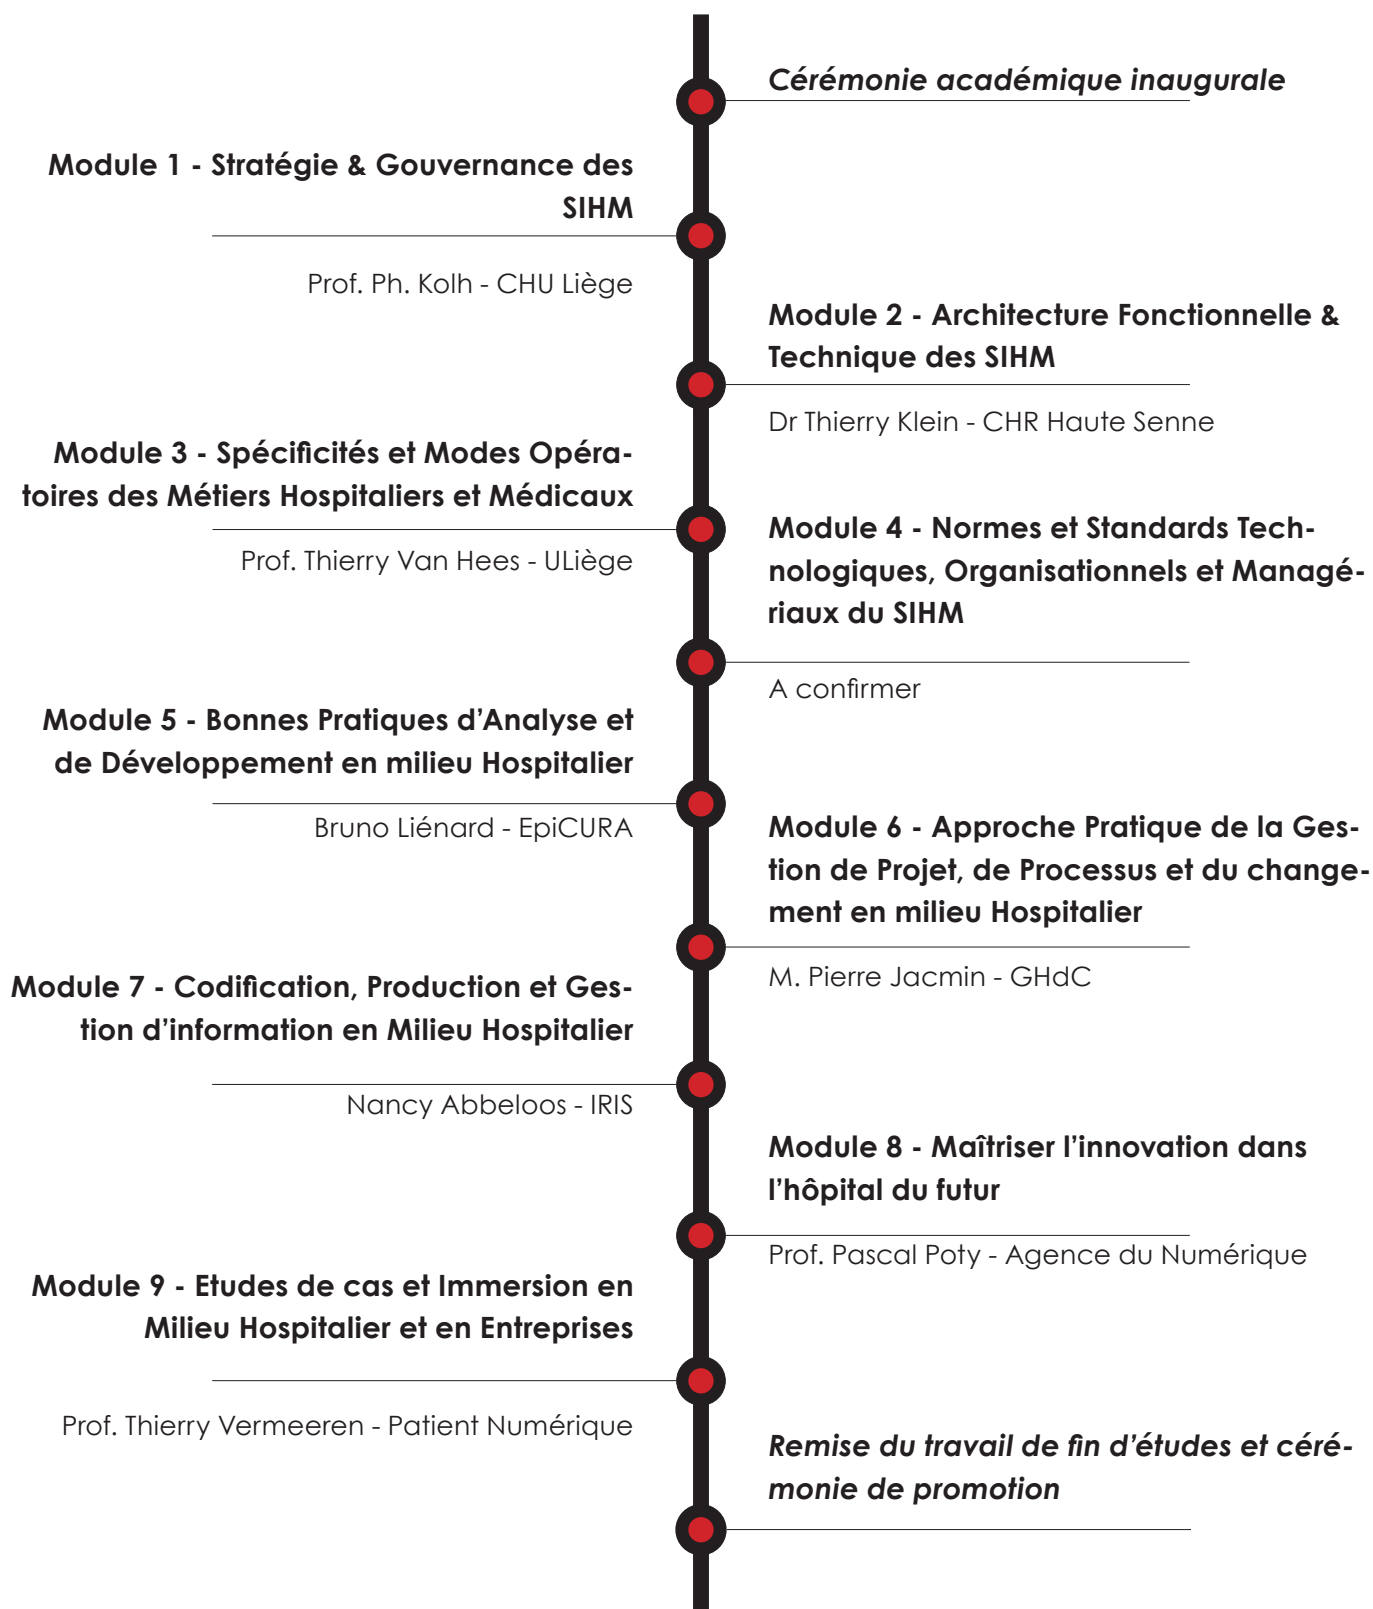 Cérémonie académique inaugurale
Module 1 - Stratégie & Gouvernance des
SIHM
Prof. Ph. Kolh - CHU Liège
Module 2 - Architecture Fonctionnelle &
Technique des SIHM
Dr Thierry Klein - CHR Haute Senne
Module 3 - Spécificités et Modes Opéra-
toires des Métiers Hospitaliers et Médicaux
Prof. Thierry Van Hees - ULiège
Module 4 - Normes et Standards Tech-
nologiques, Organisationnels et Managé-
riaux du SIHM
A confirmer
Module 5 - Bonnes Pratiques d’Analyse et
de Développement en milieu Hospitalier
Bruno Liénard - EpiCURA
Module 6 - Approche Pratique de la Ges-
tion de Projet, de Processus et du change-
ment en milieu Hospitalier
M. Pierre Jacmin - GHdC
Module 7 - Codification, Production et Ges-
tion d’information en Milieu Hospitalier
Nancy Abbeloos - IRIS
Module 8 - Maîtriser l’innovation dans
l’hôpital du futur
Prof. Pascal Poty - Agence du Numérique
Module 9 - Etudes de cas et Immersion en
Milieu Hospitalier et en Entreprises
Prof. Thierry Vermeeren - Patient Numérique
Remise du travail de fin d’études et céré-
monie de promotion